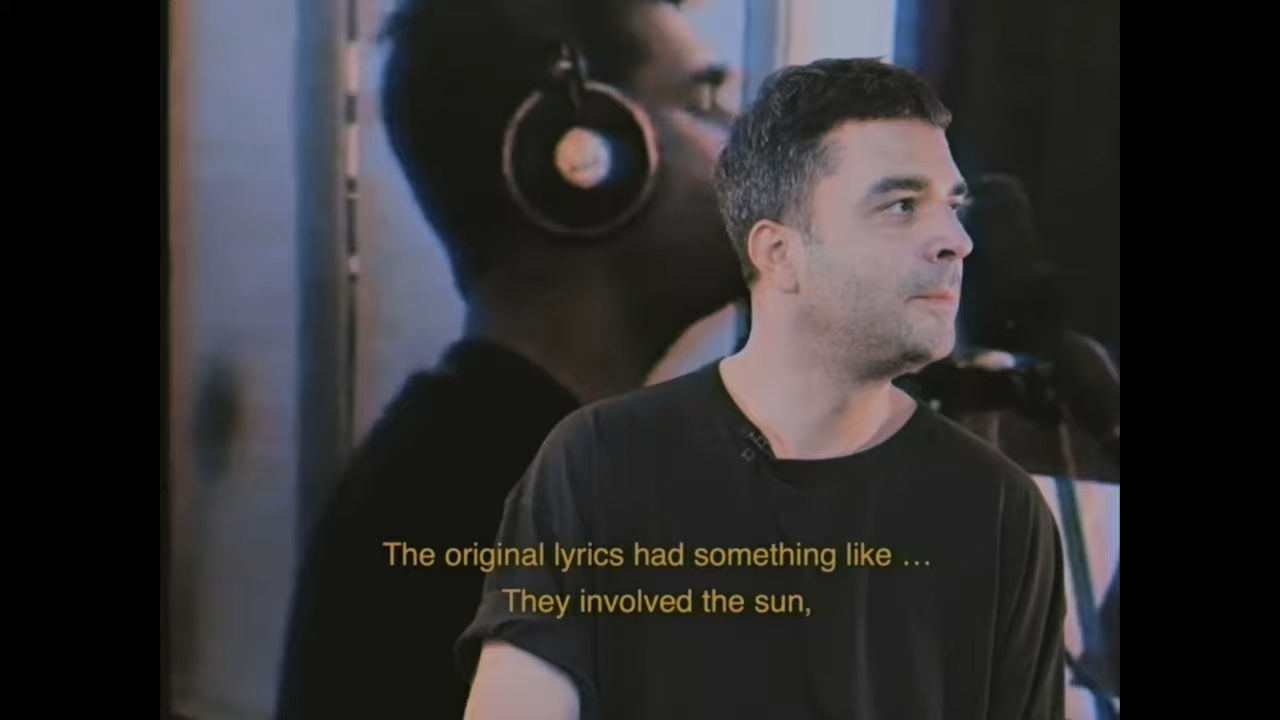 The original lyrics had something like …
They involved the sun,